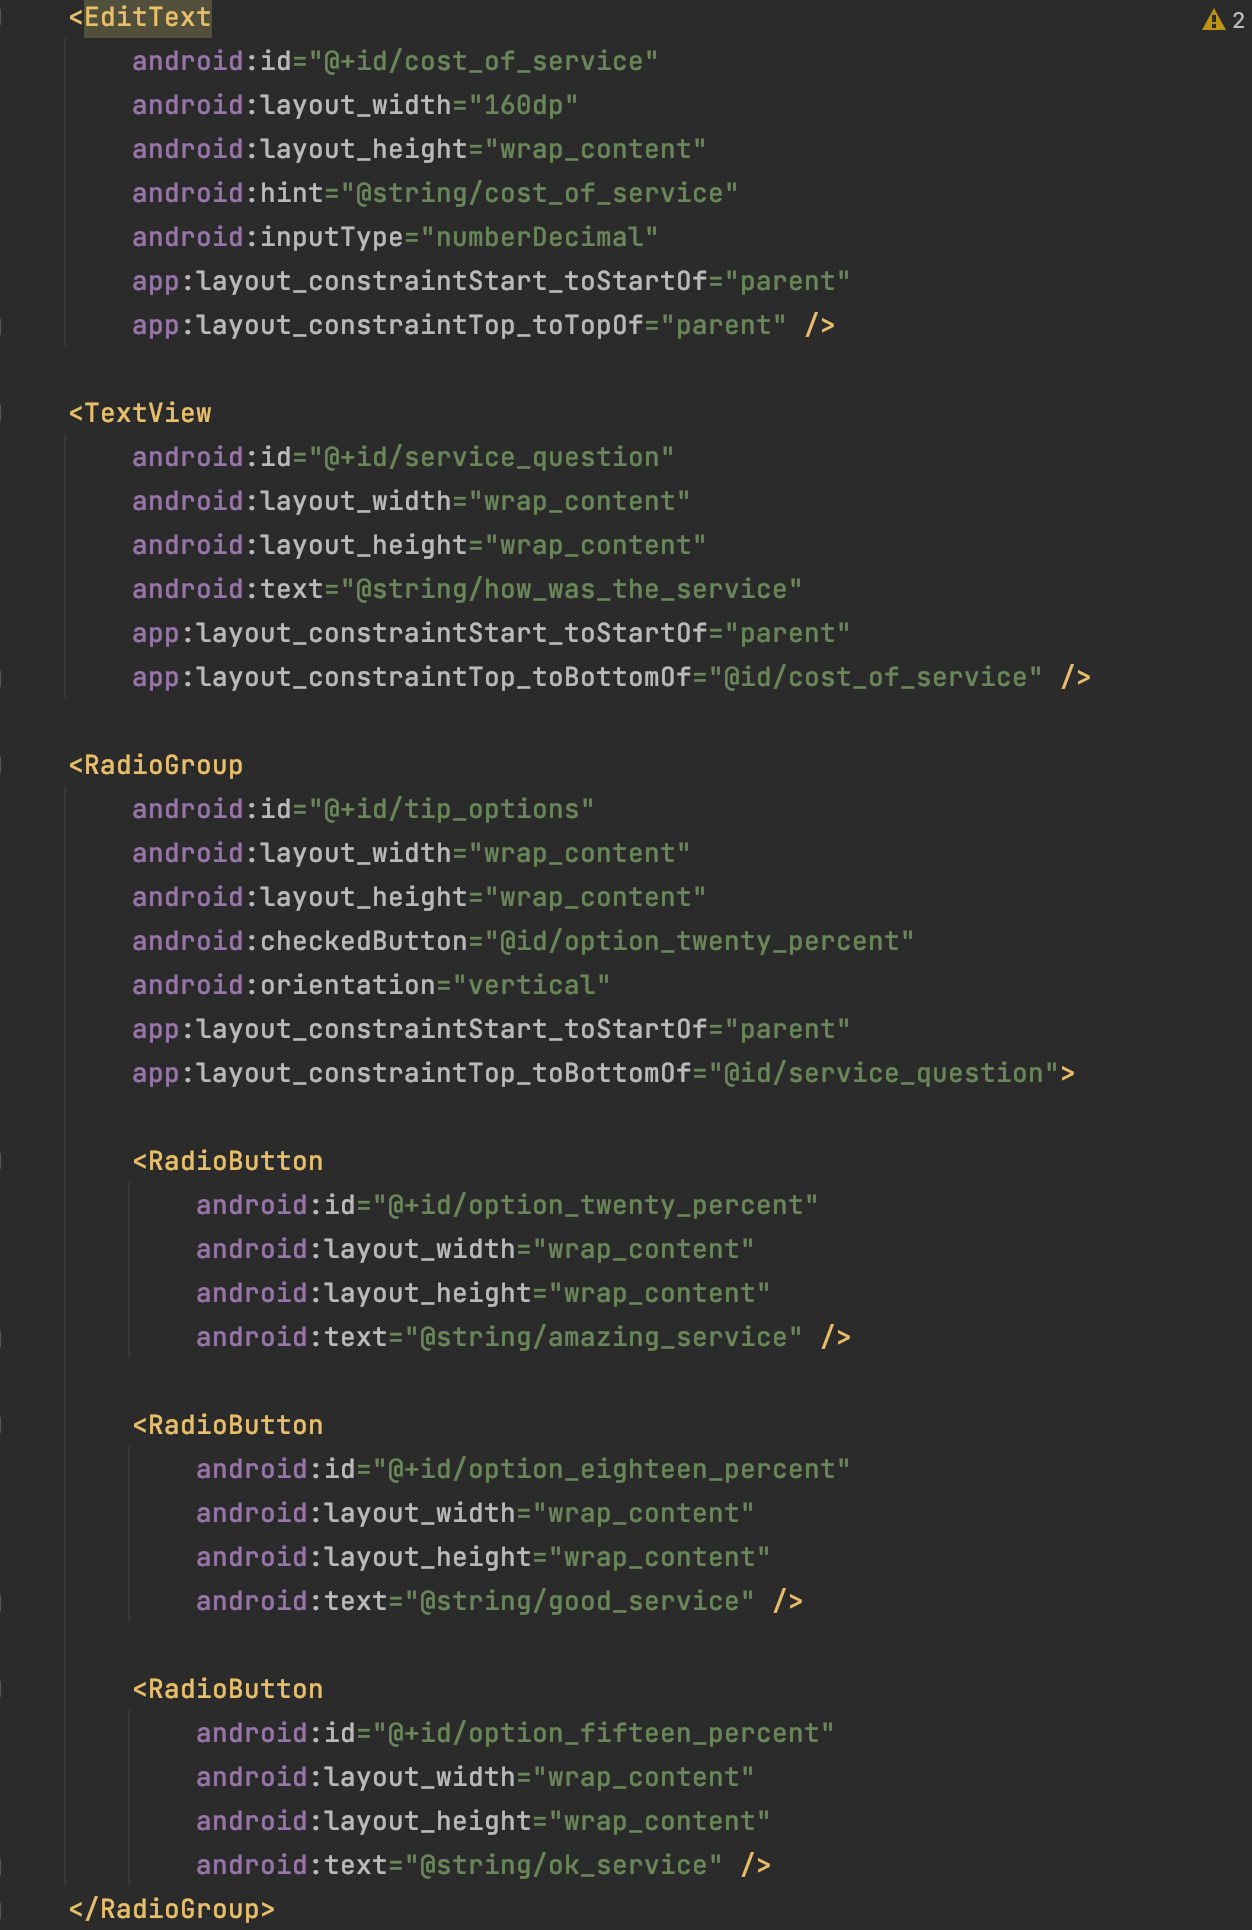 <EditText
2
android:id="@+id/cost_of_service"
android:layout_width="160dp"
android:layout_height="wrap_content"
android:hint="@string/cost_of_service"
android:inputType="numberDecimal"
app:layout_constraintStart_toStartOf="parent"
app:layout_constraintTop_toTopOf="parent" />
<TextView
android:id="@+id/service_question"
android:layout_width="wrap_content"
android:layout_height="wrap_content"
android:text="@string/how_was_the_service"
app:layout_constraintStart_toStartOf="parent"
app:layout_constraintTop_toBottomOf="@id/cost_of_service" />
<RadioGroup
android:id="@+id/tip_options"
android:layout_width="wrap_content"
android:layout_height="wrap_content"
android:checkedButton="@id/option_twenty_percent"
android:orientation="vertical"
app:layout_constraintStart_toStartOf="parent"
app:layout_constraintTop_toBottomOf="@id/service_question">
<RadioButton
android:id="@+id/option_twenty_percent"
android:layout_width="wrap_content"
android:layout_height="wrap_content"
android:text="@string/amazing_service" />
<RadioButton
android:id="@+id/option_eighteen_percent"
android:layout_width="wrap_content"
android:layout_height="wrap_content"
android:text="@string/good_service" />
<RadioButton
android:id="@+id/option_fifteen_percent"
android:layout_width="wrap_content"
android:layout_height="wrap_content"
android:text="@string/ok_service" />
</RadioGroup>